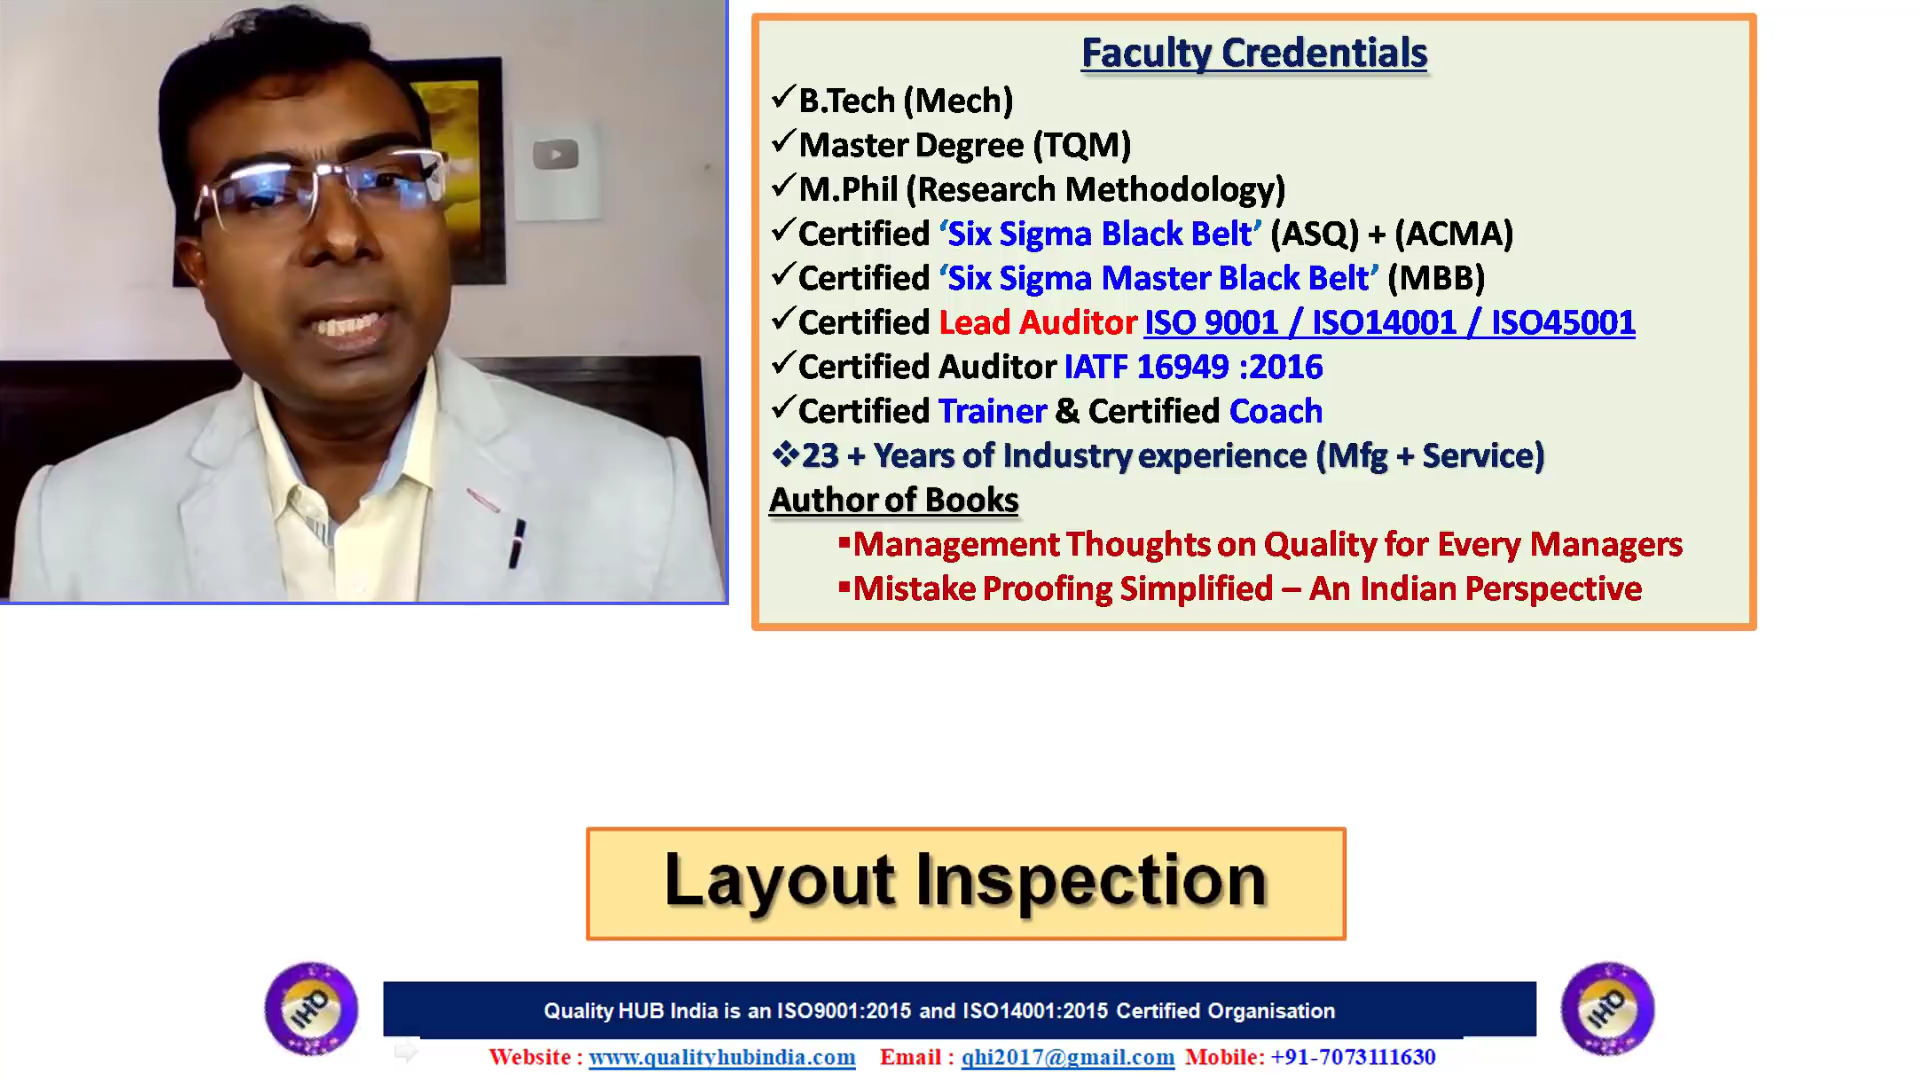 Faculty Credentials
✓B.Tech (Mech)
✓Master Degree (TQM)
✓M.Phil (Research Methodology)
✓Certified ‘Six Sigma Black Belt’ (ASQ) + (ACMA)
✓Certified ‘Six Sigma Master Black Belt’ (MBB)
✓Certified Lead Auditor ISO 9001 / ISO14001 / ISO45001
✓Certified Auditor IATF 16949 :2016
✓Certified Trainer & Certified Coach
❖23 + Years of Industry experience (Mfg + Service)
Author of Books
▪Management Thoughts on Quality for Every Managers
▪Mistake Proofing Simplified – An Indian Perspective
Layout Inspection
QHI
Quality HUB India is an ISO9001:2015 and ISO14001:2015 Certified Organisation
QHI
Website : www.qualityhubindia.com Email : qhi2017@gmail.com Mobile: +91-7073111630